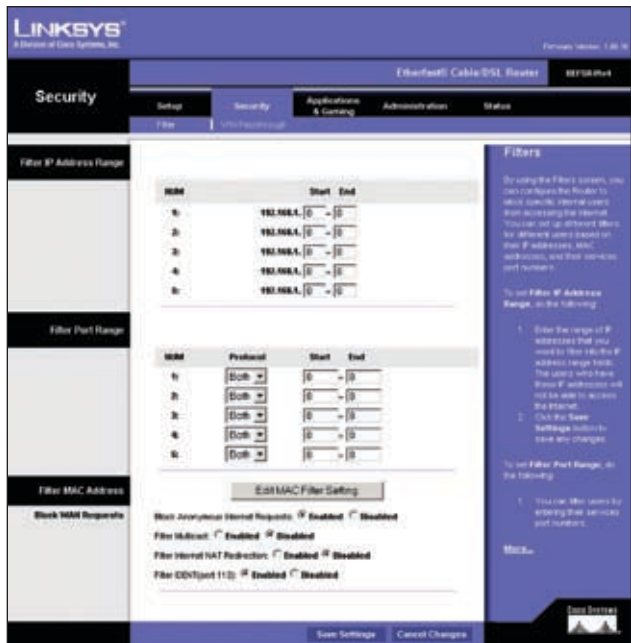 LINKSYS®
A Division of Cisco Systems, Inc.
Firmware Version: 1.00.
Etherfast® Cable/DSL Router
BEFSR41v4
Security
Setup
Security
Applications & Gaming
Administration
Status
Filter
VPN Passthrough
Filter IP Address Range
NUM Start End
1: 192.168.1. 0 ~ 0
2: 192.168.1. 0 ~ 0
3: 192.168.1. 0 ~ 0
4: 192.168.1. 0 ~ 0
5: 192.168.1. 0 ~ 0
Filter Port Range
NUM Protocol Start End
1: Both 0 ~ 0
2: Both 0 ~ 0
3: Both 0 ~ 0
4: Both 0 ~ 0
5: Both 0 ~ 0
Filter MAC Address
Edit MAC Filter Setting
Block WAN Requests
Block Anonymous Internet Requests: Enabled Disabled
Filter Multicast: Enabled Disabled
Filter Internet NAT Redirection: Enabled Disabled
Filter IDENT(port 113): Enabled Disabled
Save Settings
Cancel Changes
Filters
By using the Filters screen, you
can configure the Router to
block specific internal users
from accessing the Internet.
You can set up different filters
for different users based on
their IP addresses, MAC
addresses, and their services
port numbers.
To set Filter IP Address
Range, do the following:
1. Enter the range of IP
addresses that you
want to filter into the IP
address range fields.
The users who have
those IP addresses will
not be able to access
the Internet.
2. Click the Save
Settings button to
save any changes.
To set Filter Port Range, do
the following:
1. You can filter users by
entering their services
port numbers.
More...
Cisco Systems